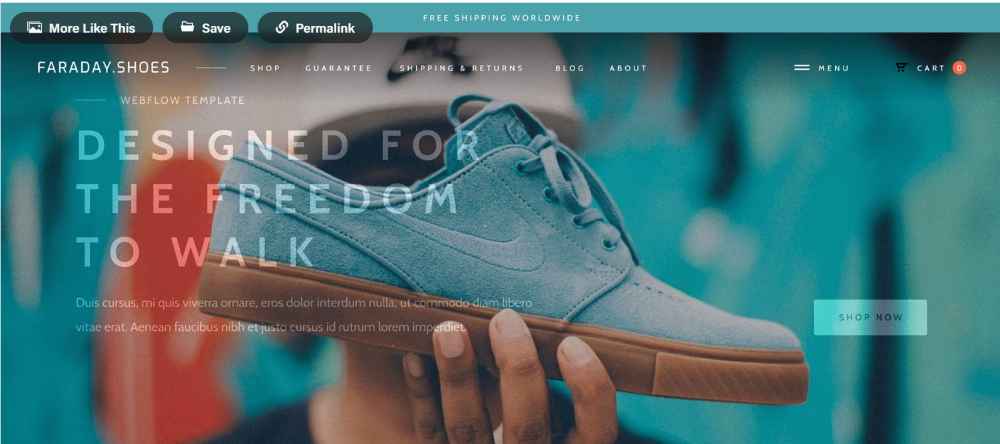 FREE SHIPPING WORLDWIDE
More Like This
Save
Permalink
FARADAY.SHOES
SHOP
GUARANTEE
SHIPPING & RETURNS
BLOG
ABOUT
MENU
CART
0
WEBFLOW TEMPLATE
DESIGNED FOR
THE FREEDOM
TO WALK
Duis cursus, mi quis viverra ornare, eros dolor interdum nulla, ut commodo diam libero
vitae erat. Aenean faucibus nibh et justo cursus id rutrum lorem imperdiet.
SHOP NOW